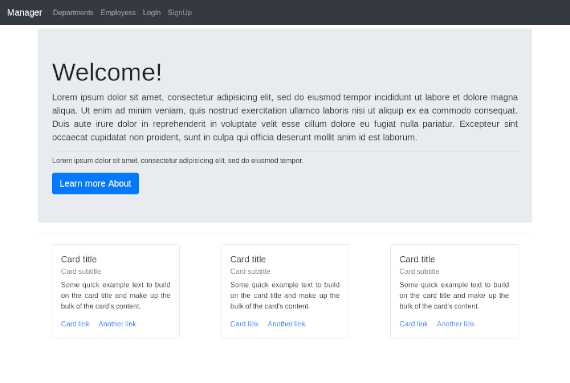 Manager Departments Employess LogIn SignUp
Welcome!
Lorem ipsum dolor sit amet, consectetur adipisicing elit, sed do eiusmod tempor incididunt ut labore et dolore magna
aliqua. Ut enim ad minim veniam, quis nostrud exercitation ullamco laboris nisi ut aliquip ex ea commodo consequat.
Duis aute irure dolor in reprehenderit in voluptate velit esse cillum dolore eu fugiat nulla pariatur. Excepteur sint
occaecat cupidatat non proident, sunt in culpa qui officia deserunt mollit anim id est laborum.
Lorem ipsum dolor sit amet, consectetur adipisicing elit, sed do eiusmod tempor.
Learn more About
Card title
Card subtitle
Some quick example text to build
on the card title and make up the
bulk of the card's content.
Card link Another link
Card title
Card subtitle
Some quick example text to build
on the card title and make up the
bulk of the card's content.
Card link Another link
Card title
Card subtitle
Some quick example text to build
on the card title and make up the
bulk of the card's content.
Card link Another link